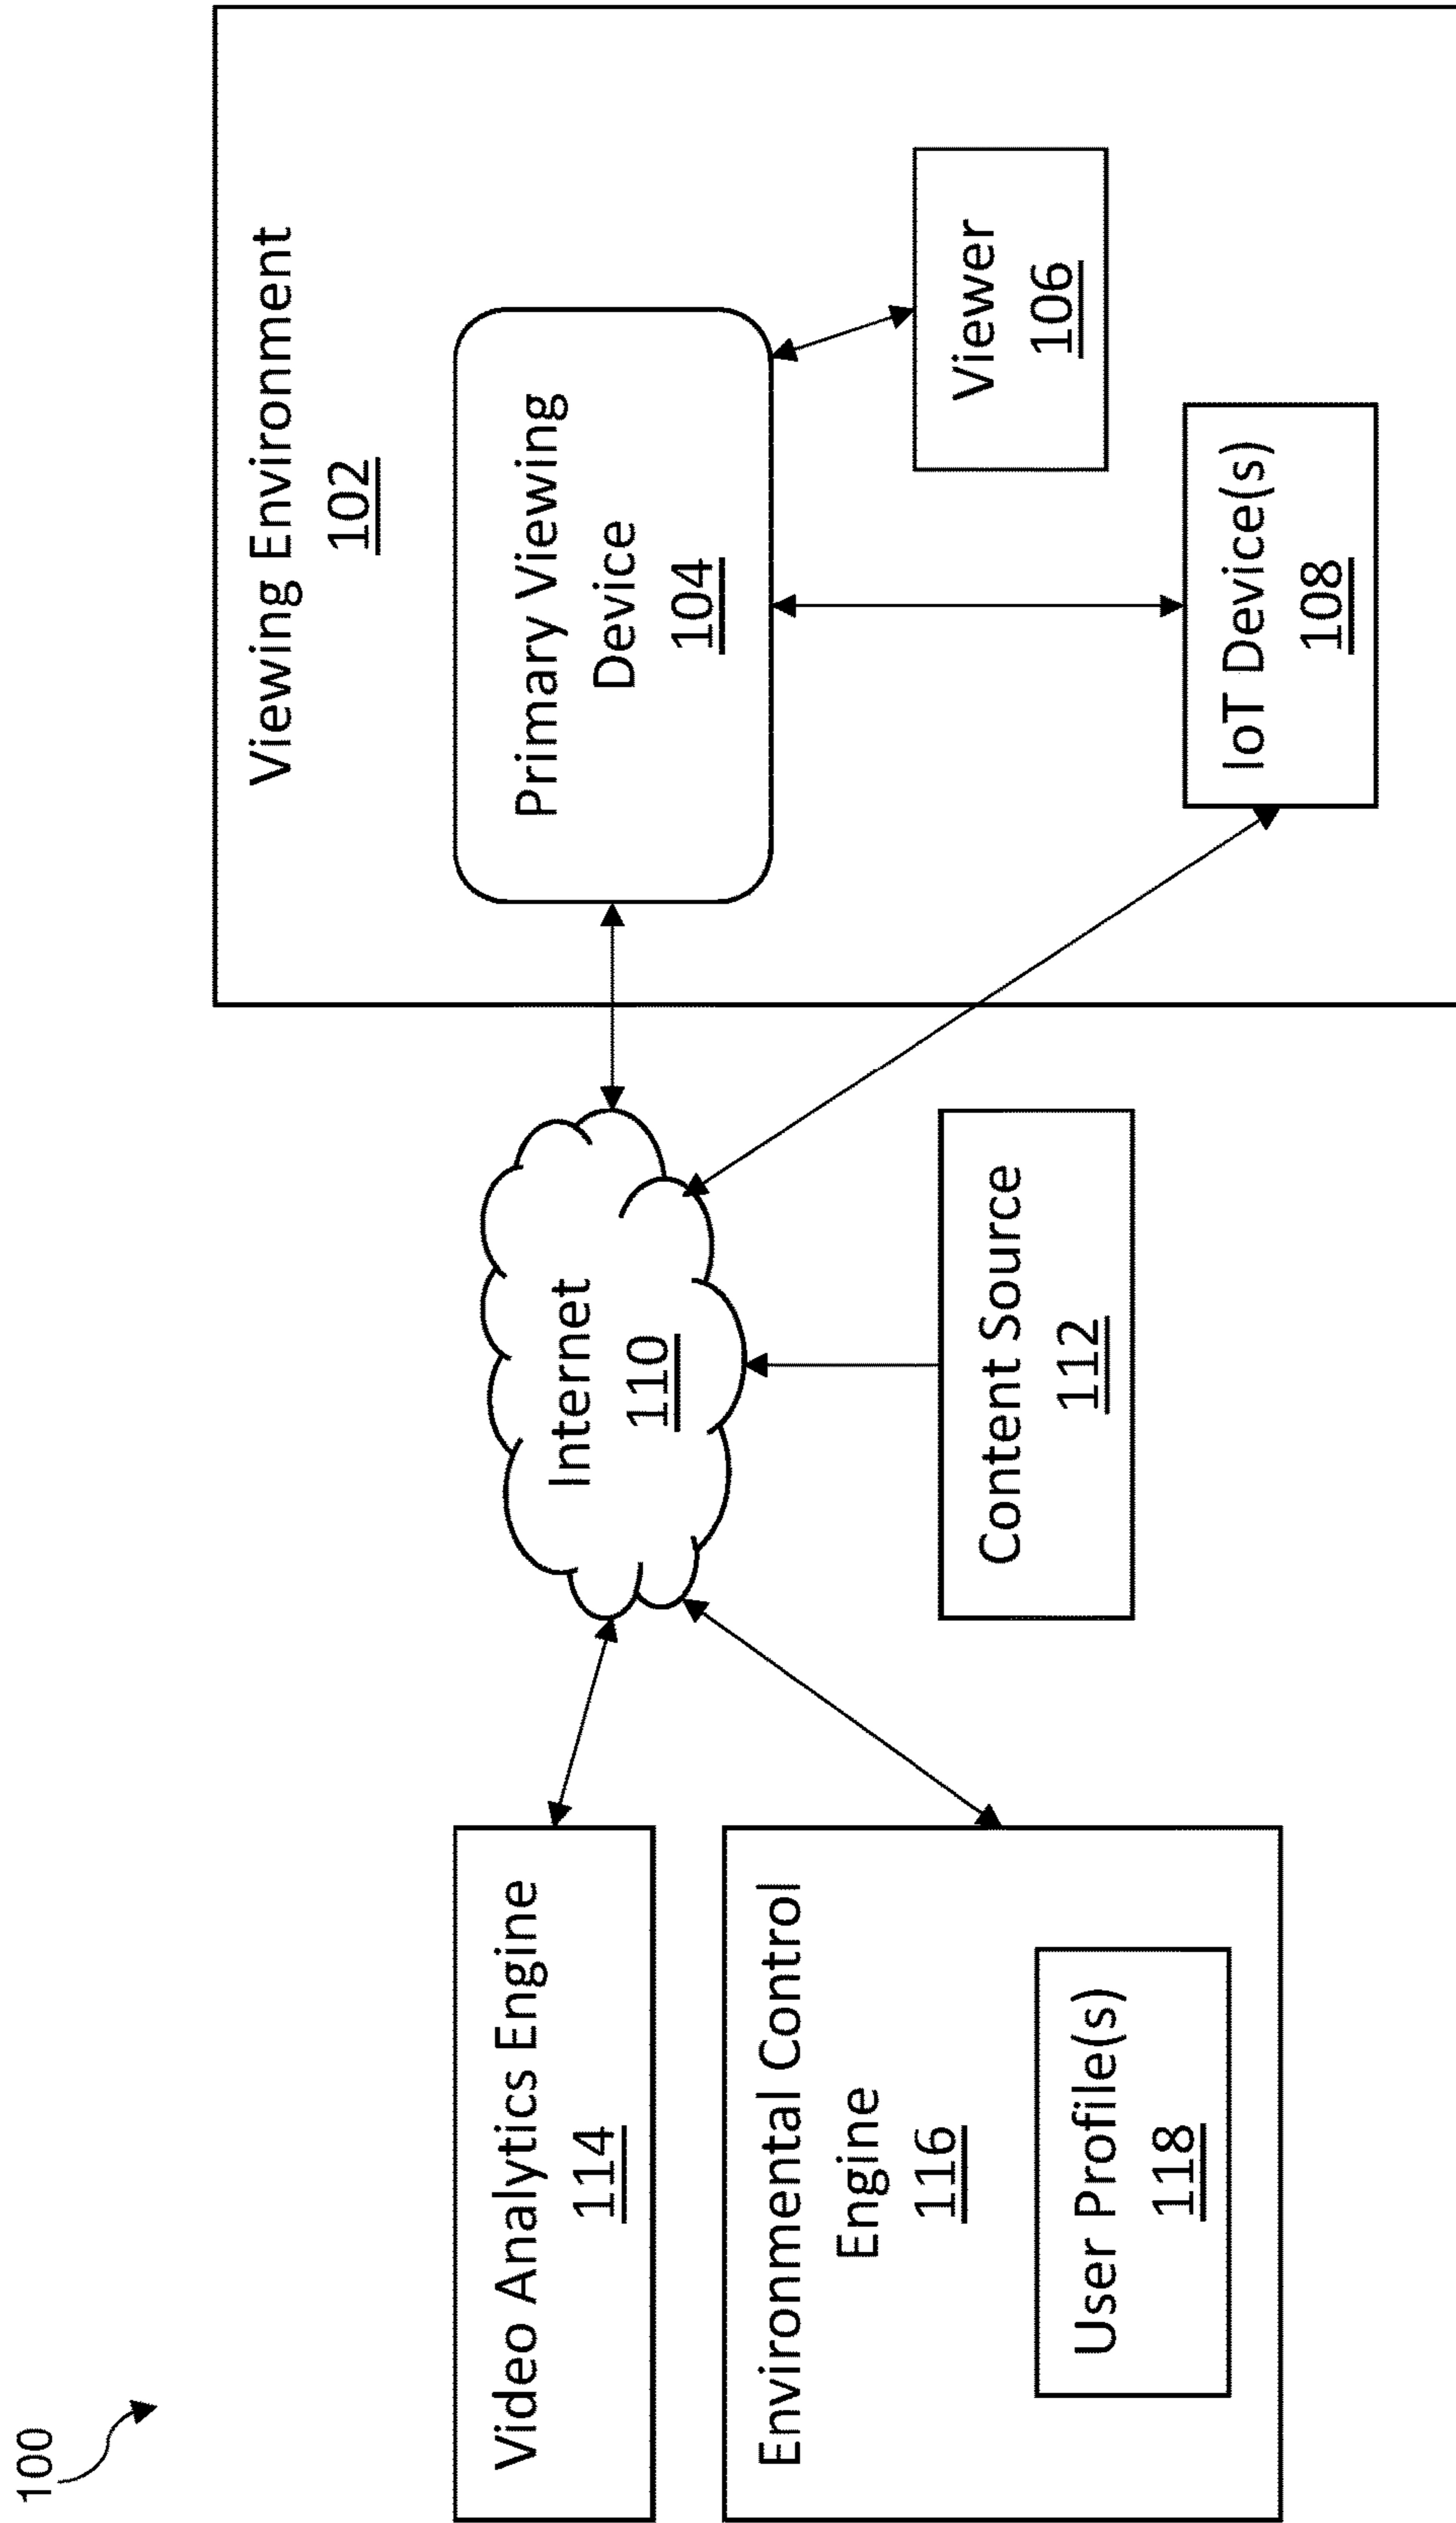 100
Video Analytics Engine
114
Environmental Control
Engine
116
User Profile(s)
118
Internet
110
Content Source
112
Viewing Environment
102
Primary Viewing
Device
104
Viewer
106
IoT Device(s)
108